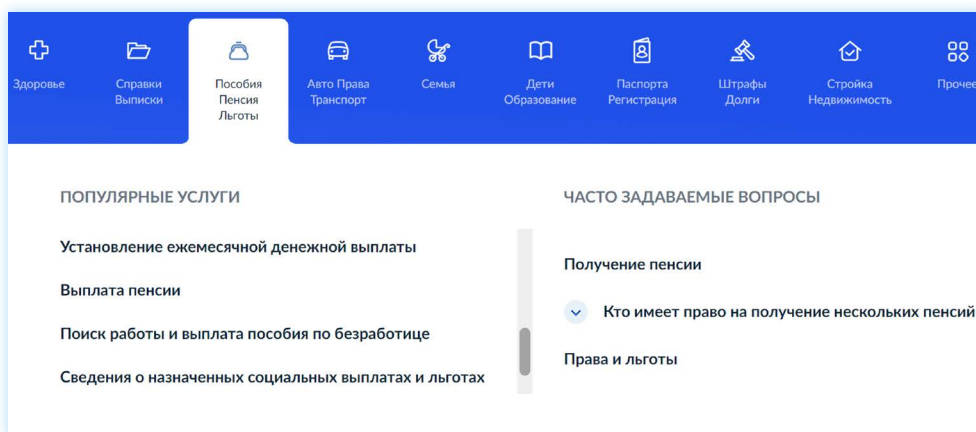 Здоровье
Справки
Выписки
Пособия
Пенсия
Льготы
Авто Права
Транспорт
Семья
Дети
Образование
Паспорта
Регистрация
Штрафы
Долги
Стройка
Недвижимость
Прочее
ПОПУЛЯРНЫЕ УСЛУГИ
Установление ежемесячной денежной выплаты
Выплата пенсии
Поиск работы и выплата пособия по безработице
Сведения о назначенных социальных выплатах и льготах
ЧАСТО ЗАДАВАЕМЫЕ ВОПРОСЫ
Получение пенсии
Кто имеет право на получение нескольких пенсий
Права и льготы